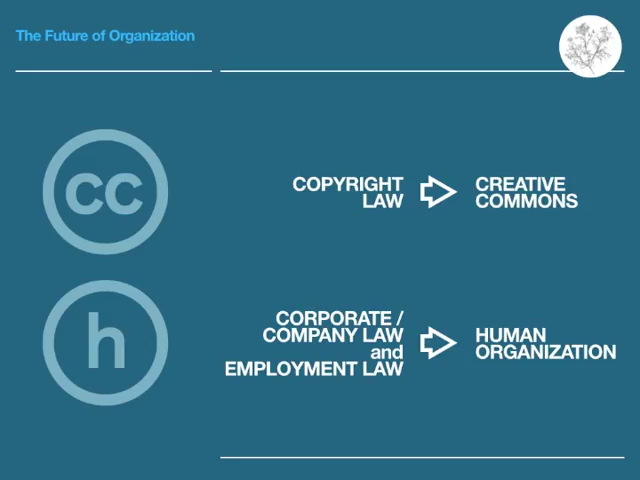 The Future of Organization
cc
COPYRIGHT
LAW
CREATIVE
COMMONS
h
CORPORATE /
COMPANY LAW
and
EMPLOYMENT LAW
HUMAN
ORGANIZATION